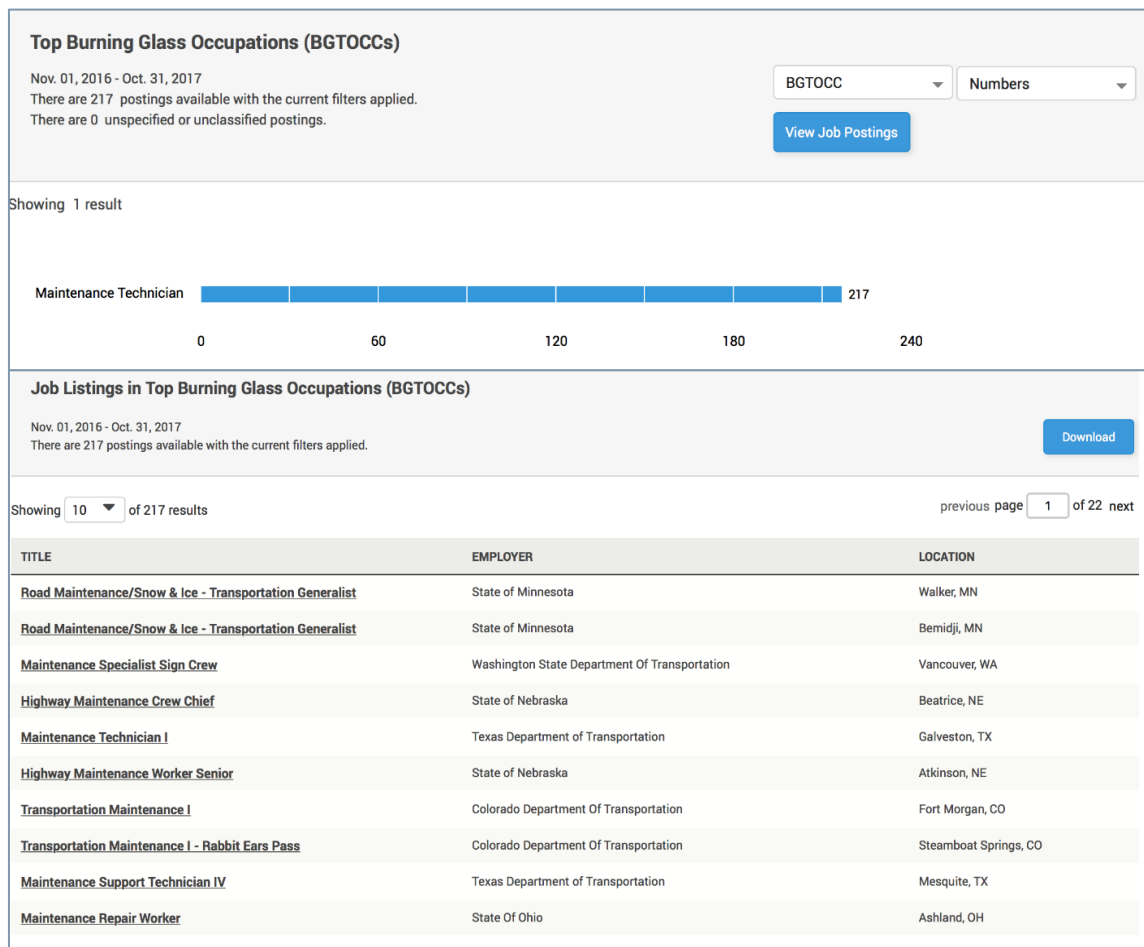 Top Burning Glass Occupations (BGTOCCs)
Nov. 01, 2016 - Oct. 31, 2017
There are 217 postings available with the current filters applied.
There are 0 unspecified or unclassified postings.
BGTOCC Numbers
View Job Postings
Showing 1 result
Maintenance Technician 217
0 60 120 180 240
Job Listings in Top Burning Glass Occupations (BGTOCCs)
Nov. 01, 2016 - Oct. 31, 2017
There are 217 postings available with the current filters applied.
Download
Showing 10 of 217 results previous page 1 of 22 next
TITLE EMPLOYER LOCATION
Road Maintenance/Snow & Ice - Transportation Generalist State of Minnesota Walker, MN
Road Maintenance/Snow & Ice - Transportation Generalist State of Minnesota Bemidji, MN
Maintenance Specialist Sign Crew Washington State Department Of Transportation Vancouver, WA
Highway Maintenance Crew Chief State of Nebraska Beatrice, NE
Maintenance Technician I Texas Department of Transportation Galveston, TX
Highway Maintenance Worker Senior State of Nebraska Atkinson, NE
Transportation Maintenance I Colorado Department Of Transportation Fort Morgan, CO
Transportation Maintenance I - Rabbit Ears Pass Colorado Department Of Transportation Steamboat Springs, CO
Maintenance Support Technician IV Texas Department of Transportation Mesquite, TX
Maintenance Repair Worker State Of Ohio Ashland, OH